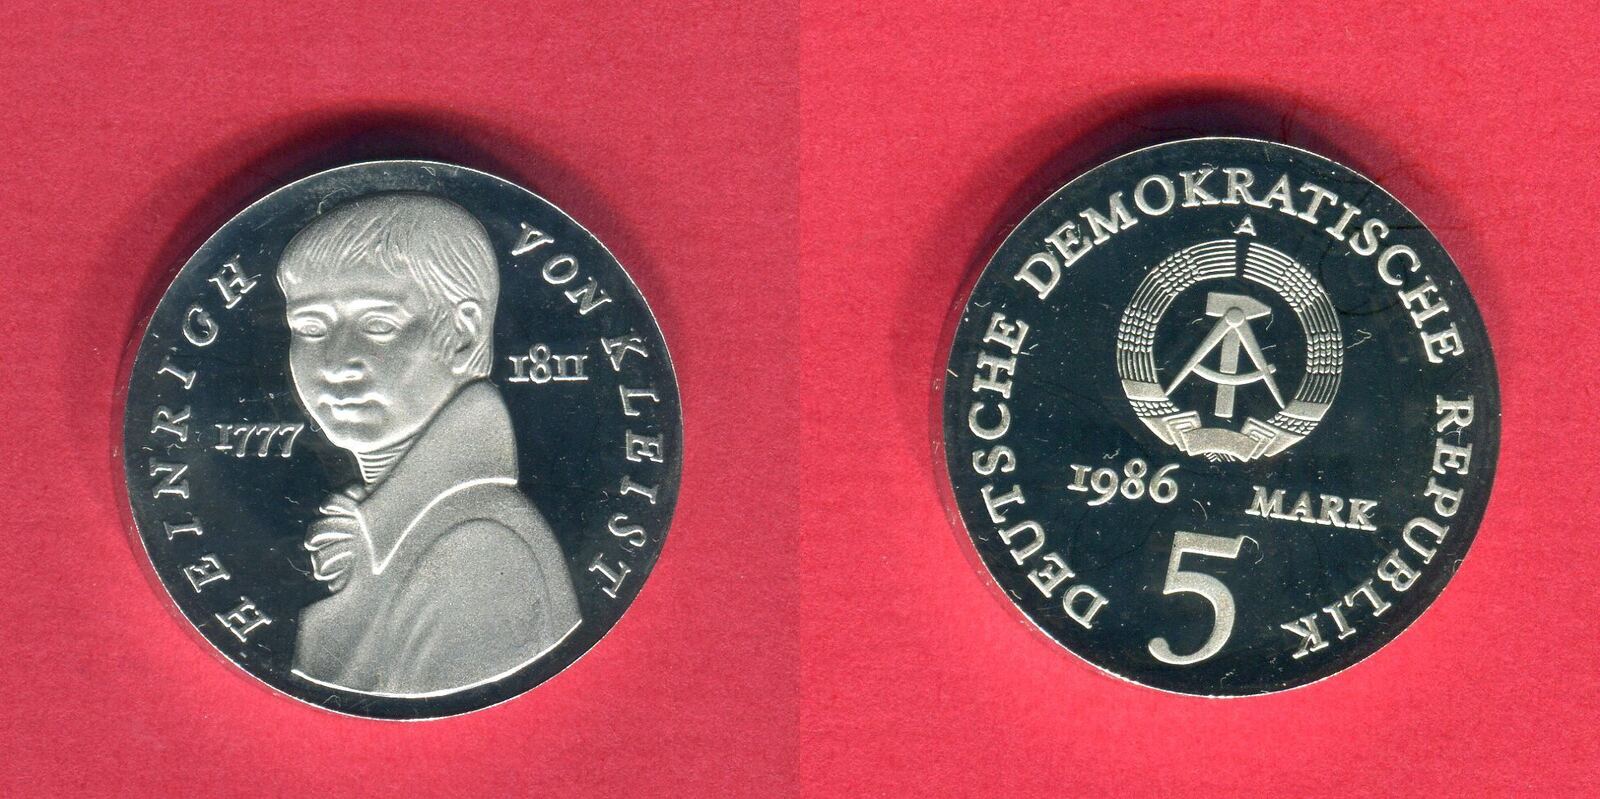 HEINRICH VON KLEIST
1777
1811
DEUTSCHE DEMOKRATISCHE REPUBLIK
A
1986 MARK
5